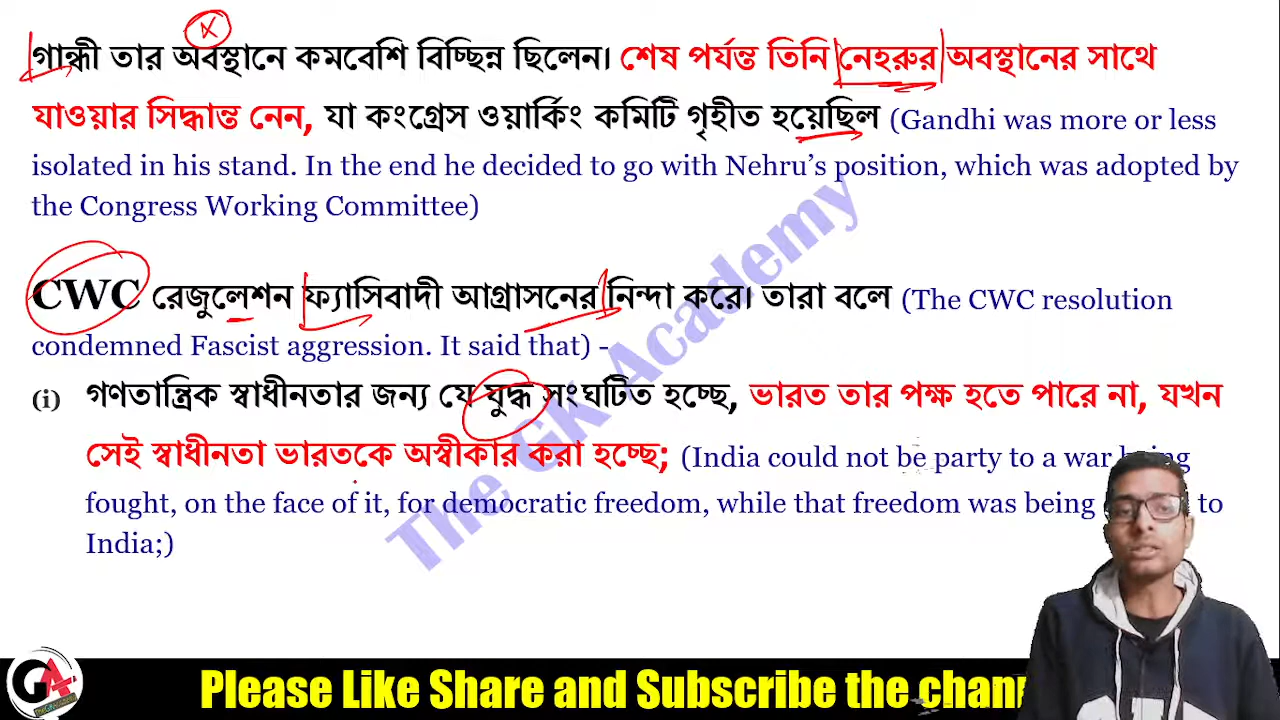 গান্ধী তার অবস্থানে কমবেশি বিচ্ছিন্ন ছিলেন। শেষ পর্যন্ত তিনি নেহরুর অবস্থানের সাথে
যাওয়ার সিদ্ধান্ত নেন, যা কংগ্রেস ওয়ার্কিং কমিটি গৃহীত হয়েছিল (Gandhi was more or less
isolated in his stand. In the end he decided to go with Nehru's position, which was adopted by
the Congress Working Committee)
CWC রেজুলেশন ফ্যাসিবাদী আগ্রাসনের নিন্দা করে। তারা বলে (The CWC resolution
condemned Fascist aggression. It said that) -
(i) গণতান্ত্রিক স্বাধীনতার জন্য যে যুদ্ধ সংঘটিত হচ্ছে, ভারত তার পক্ষ হতে পারে না, যখন
সেই স্বাধীনতা ভারতকে অস্বীকার করা হচ্ছে; (India could not be party to a war
fought, on the face of it, for democratic freedom, while that freedom was being to
India;)
The GK Academy
GA
Please Like Share and Subscribe the